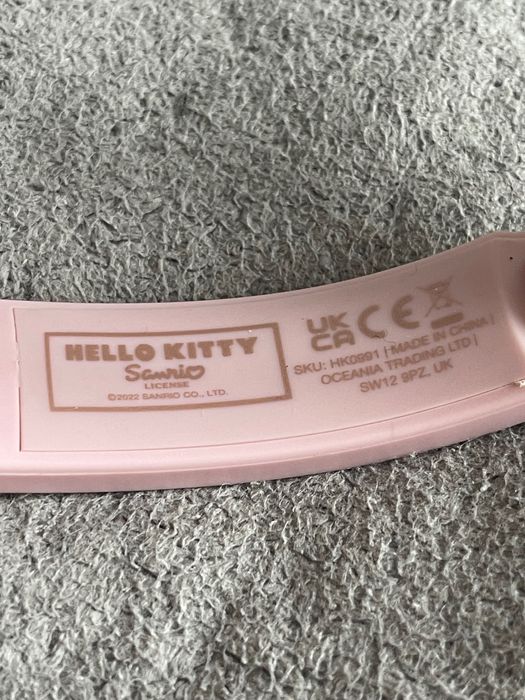 HELLO KITTY
Sanrio
LICENSE
©2022 SANRIO CO., LTD.
UK
CA
CE
SKU: HK0991 | MADE IN CHINA |
OCEANIA TRADING LTD |
SW12 9PZ, UK